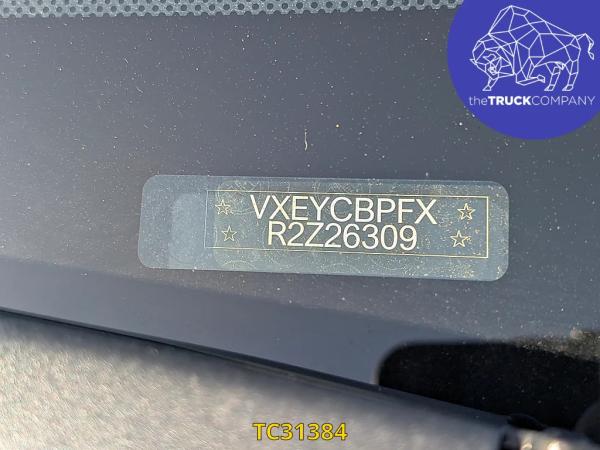 theTRUCKCOMPANY
VXEYCBPFX
R2Z26309
TC31384